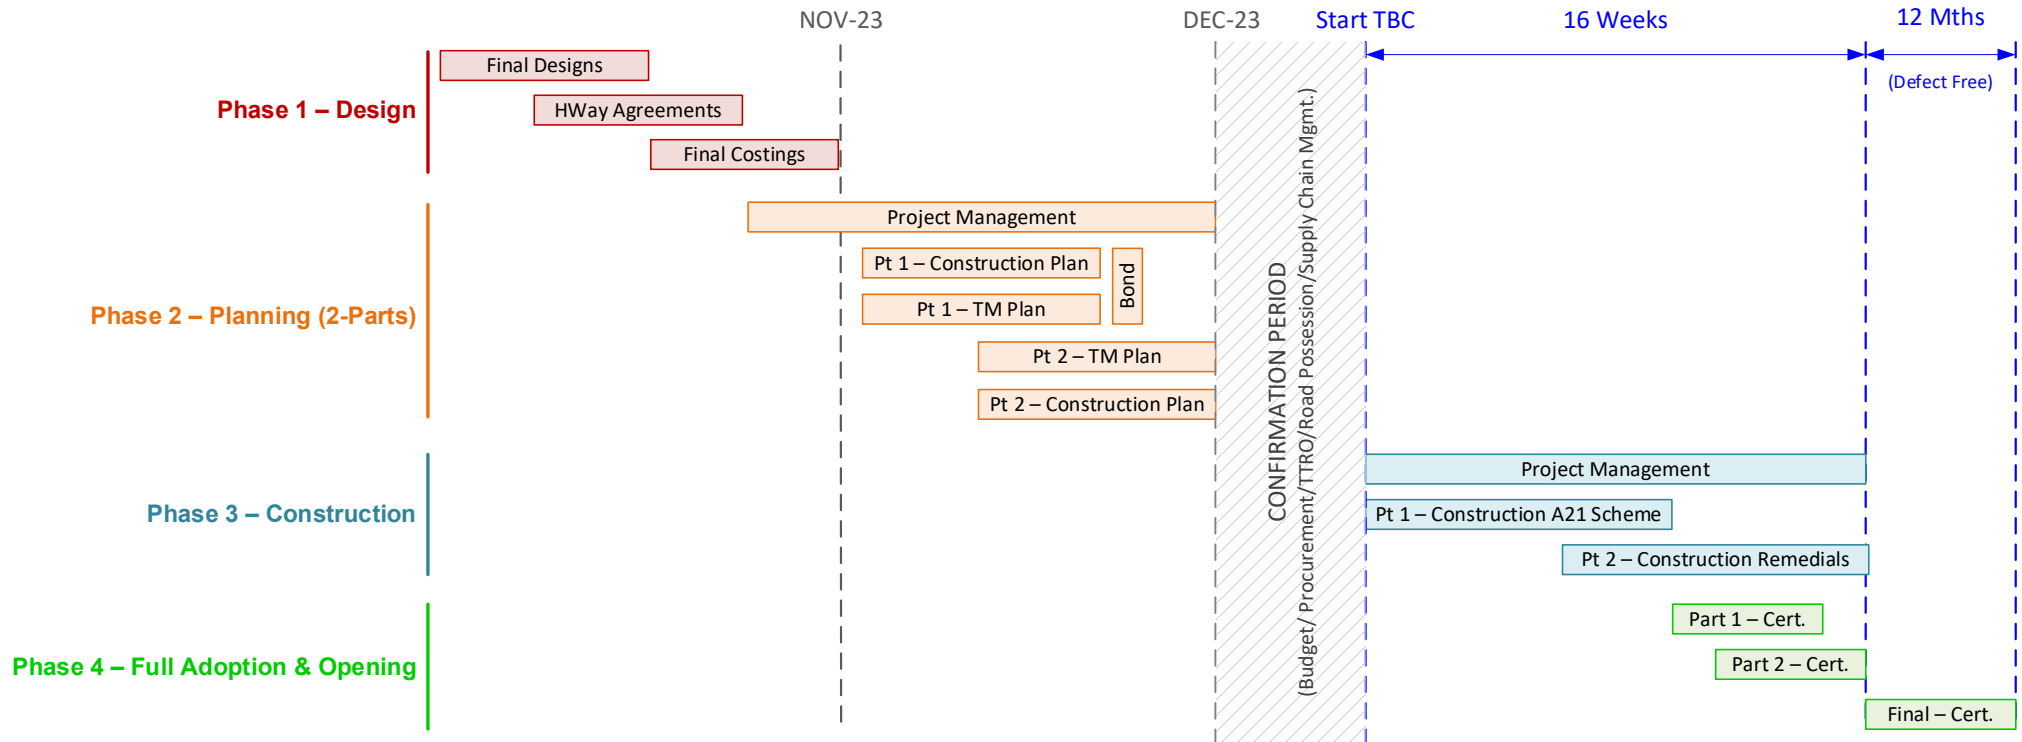 NOV-23
DEC-23
Start TBC
16 Weeks
12 Mths
(Defect Free)
Phase 1 – Design
Final Designs
HWay Agreements
Final Costings
Phase 2 – Planning (2-Parts)
Project Management
Pt 1 – Construction Plan
Pt 1 – TM Plan
Bond
Pt 2 – TM Plan
Pt 2 – Construction Plan
CONFIRMATION PERIOD
(Budget/ Procurement/TTRO/Road Possession/Supply Chain Mgmt.)
Phase 3 – Construction
Project Management
Pt 1 – Construction A21 Scheme
Pt 2 – Construction Remedials
Phase 4 – Full Adoption & Opening
Part 1 – Cert.
Part 2 – Cert.
Final – Cert.